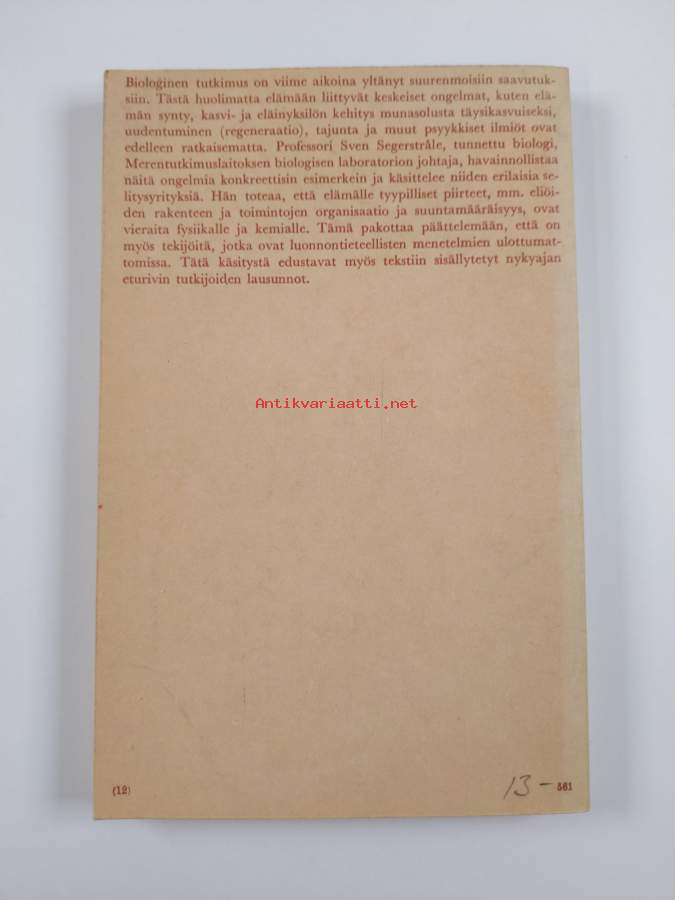 Biologinen tutkimus on viime aikoina yltänyt suurenmoisiin saavutuk-
siin. Tästä huolimatta elämään liittyvät keskeiset ongelmat, kuten elä-
män synty, kasvi- ja eläinyksilön kehitys munasolusta täysikasvuiseksi,
uudentuminen (regeneraatio), tajunta ja muut psyykkiset ilmiöt ovat
edelleen ratkaisematta. Professori Sven Segerstråle, tunnettu biologi,
Merentutkimuslaitoksen biologisen laboratorion johtaja, havainnollistaa
näitä ongelmia konkreettisin esimerkein ja käsittelee niiden erilaisia se-
litysyrityksiä. Hän toteaa, että elämälle tyypilliset piirteet, mm. eliöi-
den rakenteen ja toimintojen organisaatio ja suuntamääräisyys, ovat
vieraita fysiikalle ja kemialle. Tämä pakottaa päättelemään, että on
myös tekijöitä, jotka ovat luonnontieteellisten menetelmien ulottumat-
tomissa. Tätä käsitystä edustavat myös tekstiin sisällytetyt nykyajan
eturivin tutkijoiden lausunnot.
Antikvariaatti.net
(12)
13 – 561